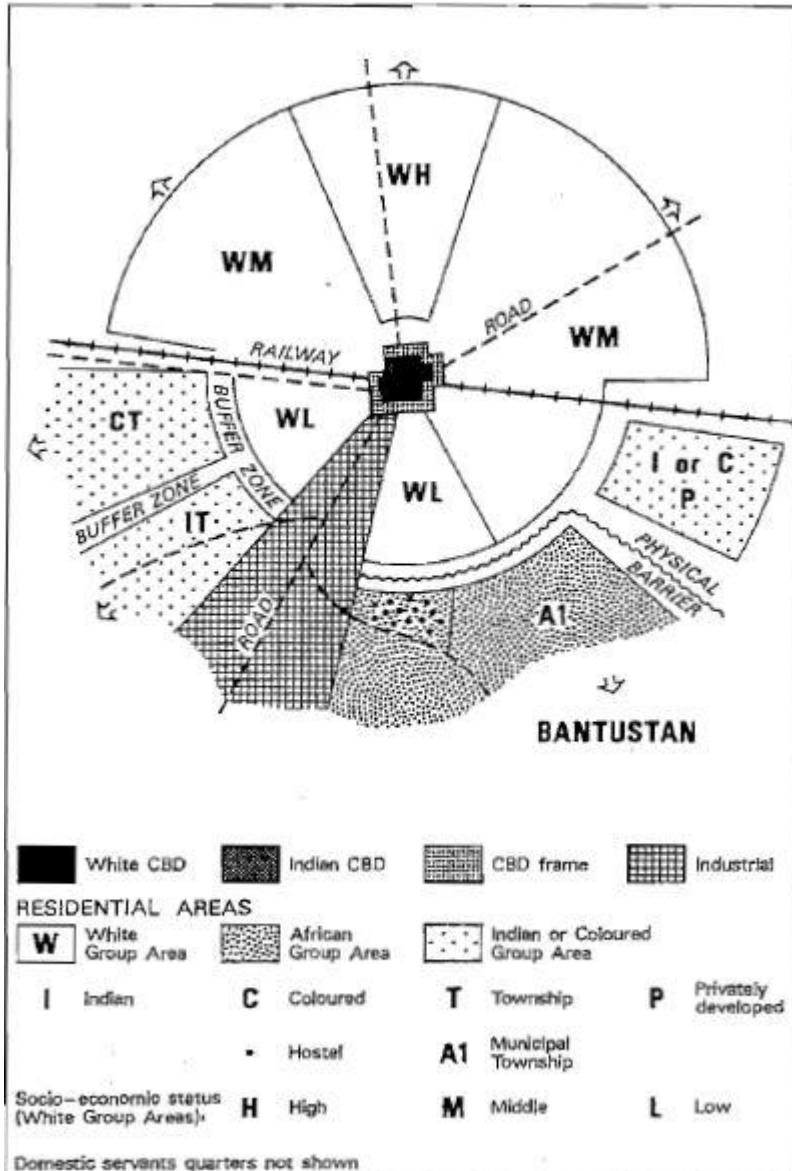 WH
WM
ROAD
WM
RAILWAY
CT
BUFFER ZONE
WL
WL
I or C
P
BUFFER ZONE
IT
PHYSICAL
BARRIER
ROAD
A1
BANTUSTAN
White CBD
Indian CBD
CBD frame
Industrial
RESIDENTIAL AREAS
W White Group Area
African Group Area
Indian or Coloured Group Area
I Indian
C Coloured
T Township
P Privately developed
• Hostel
A1 Municipal Township
Socio-economic status (White Group Areas):
H High
M Middle
L Low
Domestic servants quarters not shown